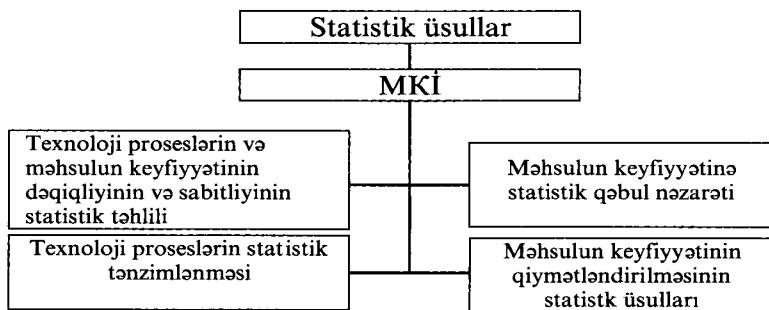 Statistik üsullar
MKİ
Texnoloji proseslərin və
məhsulun keyfiyyətinin
dəqiqliyinin və sabitliyinin
statistik təhlili
Məhsulun keyfiyyətinə
statistik qəbul nəzarəti
Texnoloji proseslərin statistik
tənzimlənməsi
Məhsulun keyfiyyətinin
qiymətləndirilməsinin
statistk üsulları